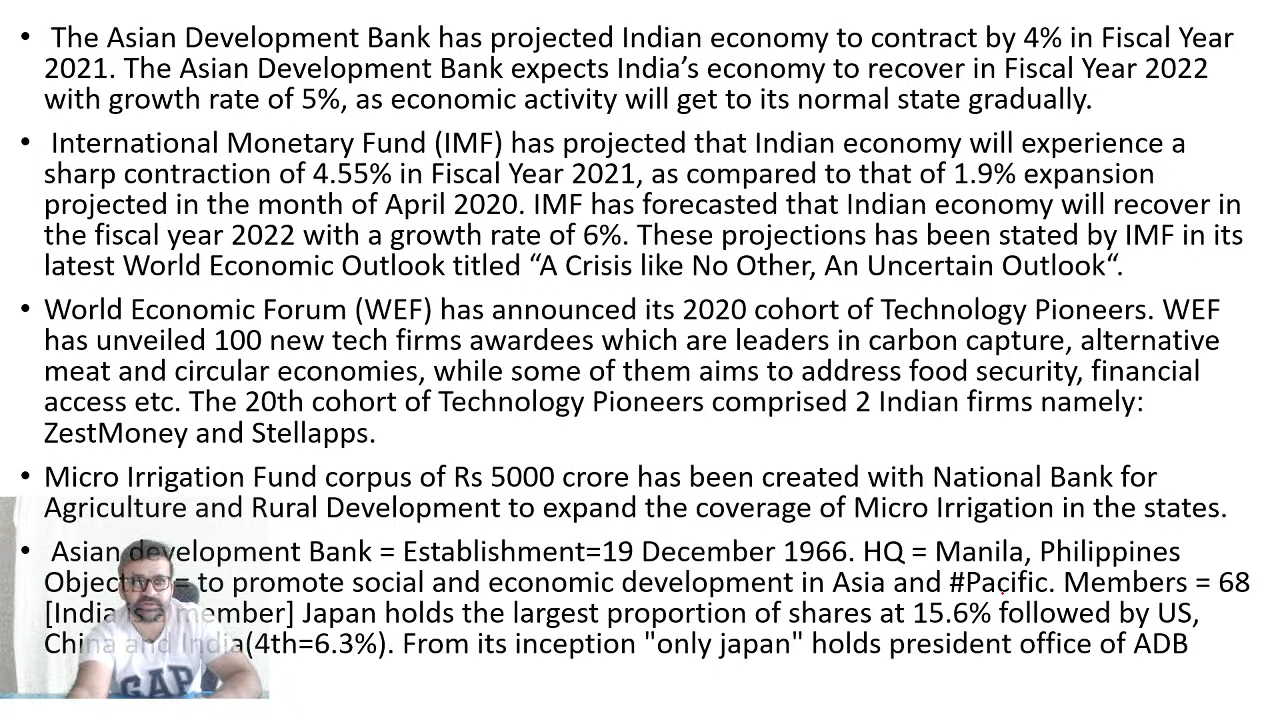 • The Asian Development Bank has projected Indian economy to contract by 4% in Fiscal Year
2021. The Asian Development Bank expects India’s economy to recover in Fiscal Year 2022
with growth rate of 5%, as economic activity will get to its normal state gradually.
• International Monetary Fund (IMF) has projected that Indian economy will experience a
sharp contraction of 4.55% in Fiscal Year 2021, as compared to that of 1.9% expansion
projected in the month of April 2020. IMF has forecasted that Indian economy will recover in
the fiscal year 2022 with a growth rate of 6%. These projections has been stated by IMF in its
latest World Economic Outlook titled “A Crisis like No Other, An Uncertain Outlook“.
• World Economic Forum (WEF) has announced its 2020 cohort of Technology Pioneers. WEF
has unveiled 100 new tech firms awardees which are leaders in carbon capture, alternative
meat and circular economies, while some of them aims to address food security, financial
access etc. The 20th cohort of Technology Pioneers comprised 2 Indian firms namely:
ZestMoney and Stellapps.
• Micro Irrigation Fund corpus of Rs 5000 crore has been created with National Bank for
Agriculture and Rural Development to expand the coverage of Micro Irrigation in the states.
• Asian development Bank = Establishment=19 December 1966. HQ = Manila, Philippines
Objective = to promote social and economic development in Asia and #Pacific. Members = 68
[India is a member] Japan holds the largest proportion of shares at 15.6% followed by US,
China and India(4th=6.3%). From its inception "only japan" holds president office of ADB
GAP